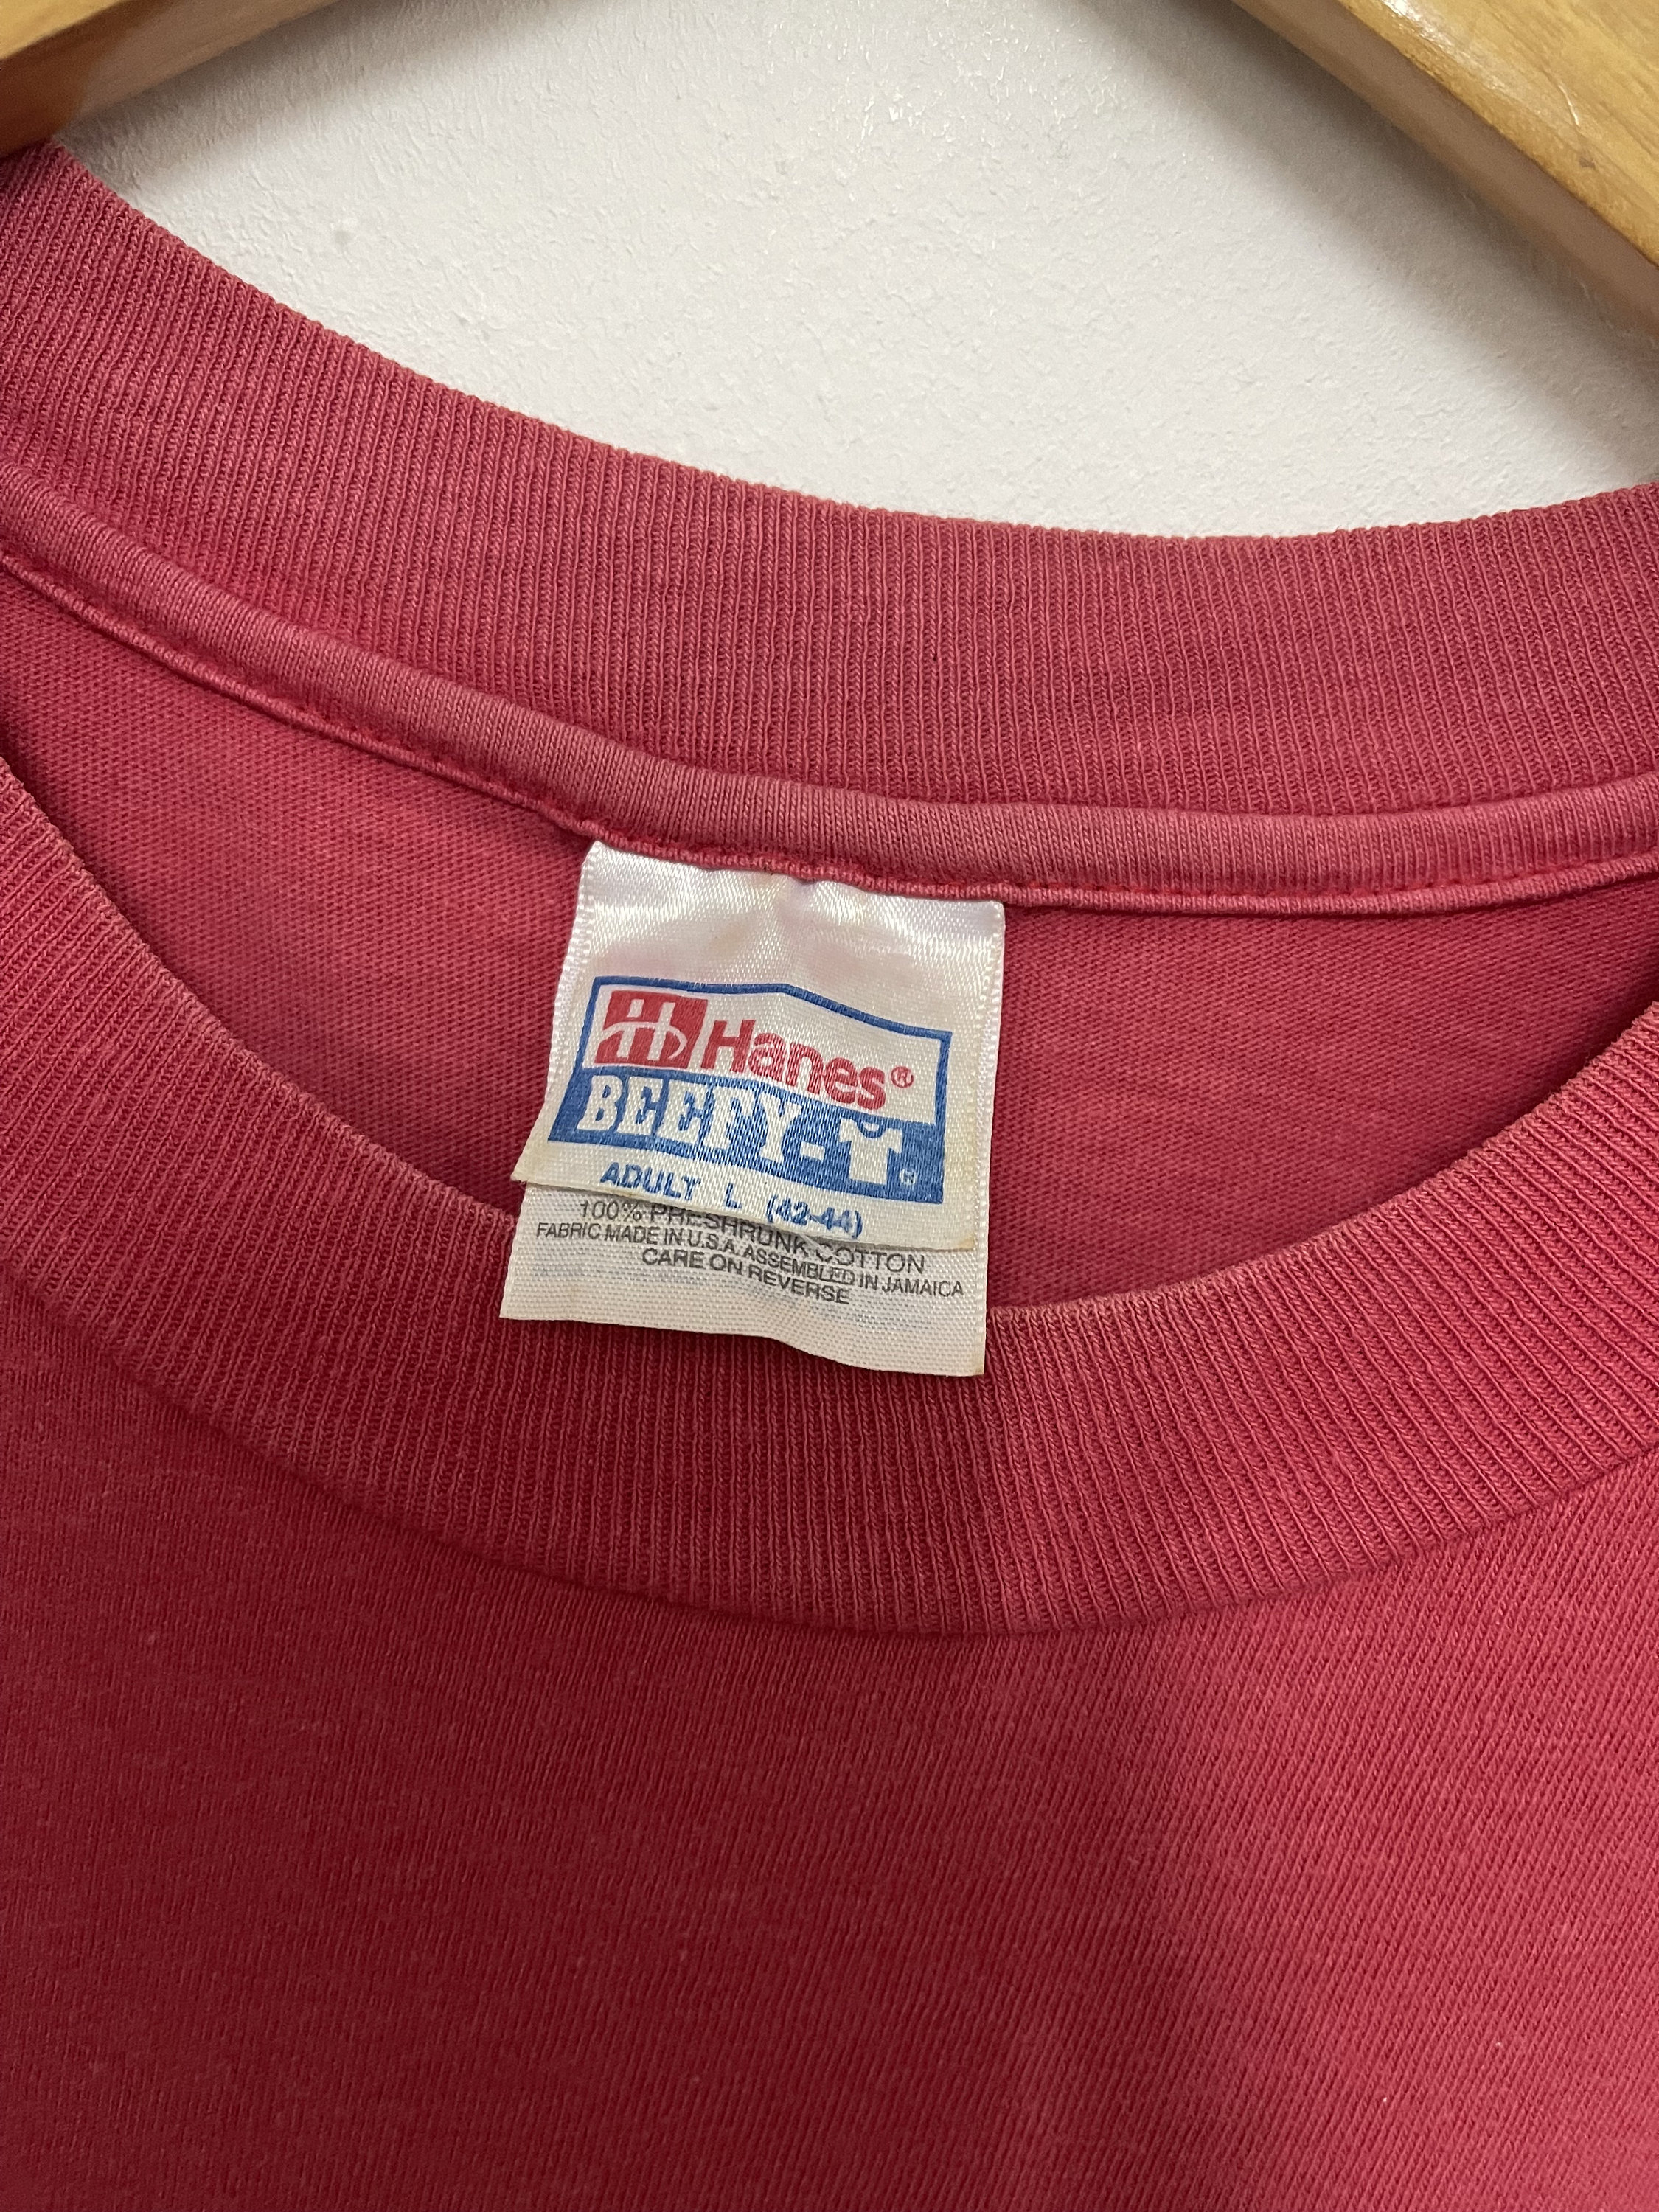 Hanes®
BEEFY-T®
ADULT L (42-44)
100% PRESHRUNK COTTON
FABRIC MADE IN U.S.A. ASSEMBLED IN JAMAICA
CARE ON REVERSE